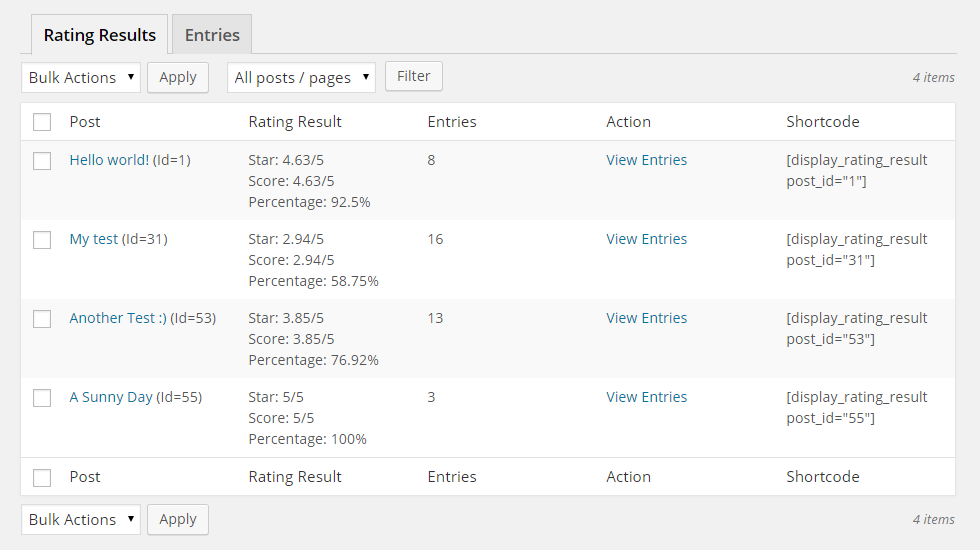 Rating Results Entries
Bulk Actions Apply All posts / pages Filter 4 items
Post Rating Result Entries Action Shortcode
Hello world! (Id=1) Star: 4.63/5 8 View Entries [display_rating_result
Score: 4.63/5 post_id="1"]
Percentage: 92.5%
My test (Id=31) Star: 2.94/5 16 View Entries [display_rating_result
Score: 2.94/5 post_id="31"]
Percentage: 58.75%
Another Test :) (Id=53) Star: 3.85/5 13 View Entries [display_rating_result
Score: 3.85/5 post_id="53"]
Percentage: 76.92%
A Sunny Day (Id=55) Star: 5/5 3 View Entries [display_rating_result
Score: 5/5 post_id="55"]
Percentage: 100%
Post Rating Result Entries Action Shortcode
Bulk Actions Apply 4 items